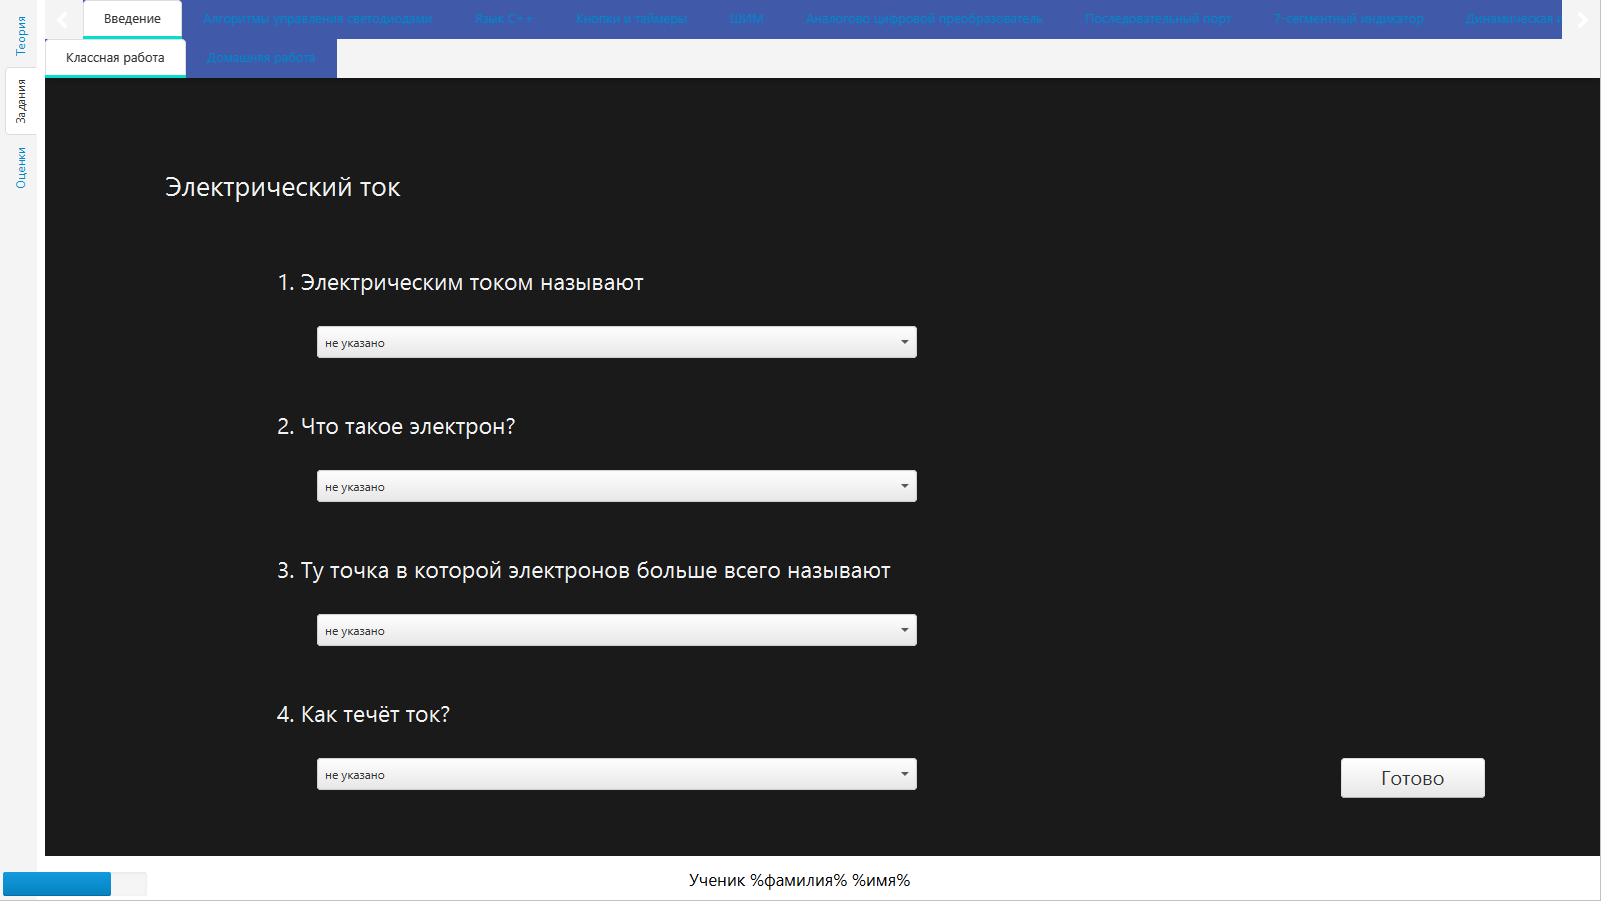 Теория
Задания
Оценки
Введение
Алгоритмы управления светодиодами
Язык C++
Кнопки и таймеры
ШИМ
Аналогово цифровой преобразователь
Последовательный порт
7-сегментный индикатор
Динамическая
Классная работа
Домашняя работа
Электрический ток
1. Электрическим током называют
не указано
2. Что такое электрон?
не указано
3. Ту точка в которой электронов больше всего называют
не указано
4. Как течёт ток?
не указано
Готово
Ученик %фамилия% %имя%